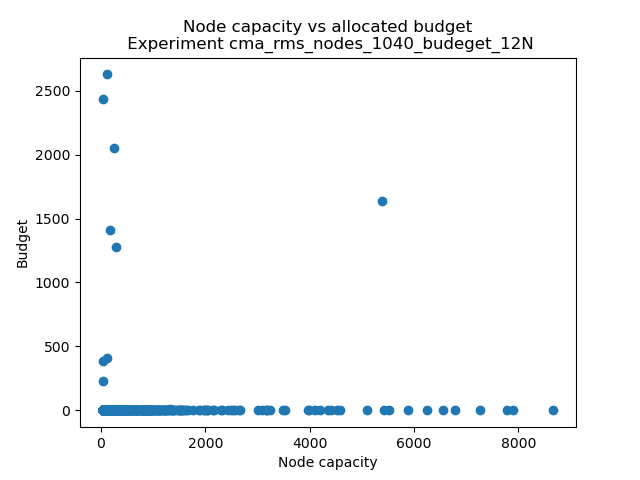 Node capacity vs allocated budget
Experiment cma_rms_nodes_1040_budeget_12N
2500
2000
1500
1000
500
0
Budget
0 2000 4000 6000 8000
Node capacity